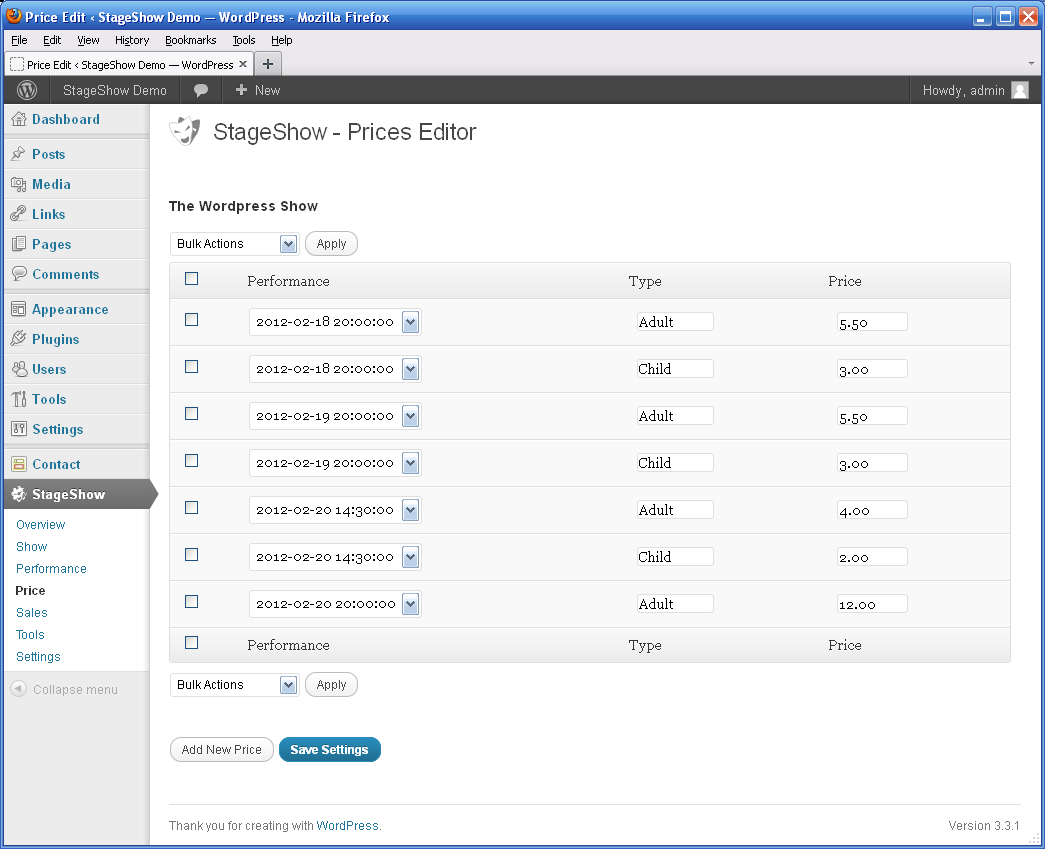 Price Edit ‹ StageShow Demo — WordPress - Mozilla Firefox
File Edit View History Bookmarks Tools Help
Price Edit ‹ StageShow Demo — WordPress
StageShow Demo + New Howdy, admin
Dashboard
Posts
Media
Links
Pages
Comments
Appearance
Plugins
Users
Tools
Settings
Contact
StageShow
Overview
Show
Performance
Price
Sales
Tools
Settings
Collapse menu
StageShow - Prices Editor
The Wordpress Show
Bulk Actions Apply
Performance Type Price
2012-02-18 20:00:00 Adult 5.50
2012-02-18 20:00:00 Child 3.00
2012-02-19 20:00:00 Adult 5.50
2012-02-19 20:00:00 Child 3.00
2012-02-20 14:30:00 Adult 4.00
2012-02-20 14:30:00 Child 2.00
2012-02-20 20:00:00 Adult 12.00
Performance Type Price
Bulk Actions Apply
Add New Price Save Settings
Thank you for creating with WordPress. Version 3.3.1